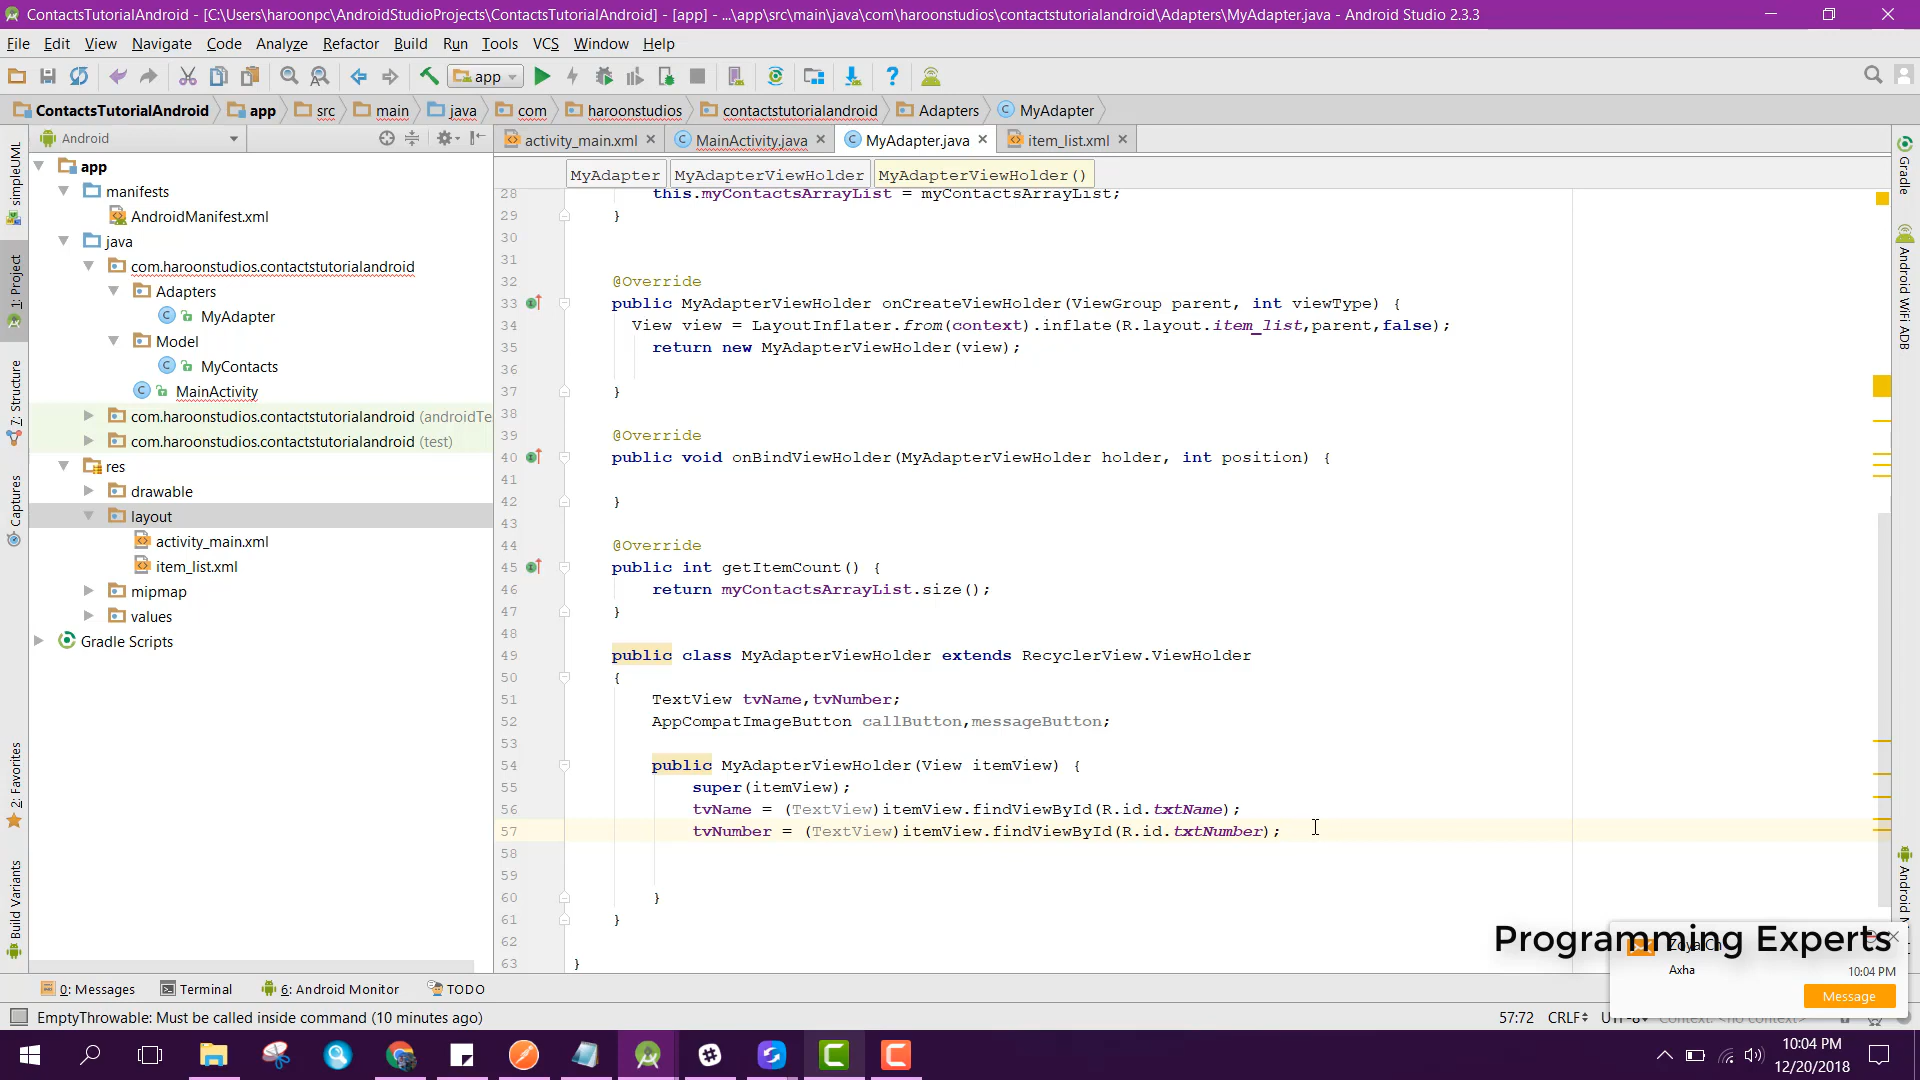 ContactsTutorialAndroid - [C:\Users\haroonpc\AndroidStudioProjects\ContactsTutorialAndroid] - [app] - ...\app\src\main\java\com\haroonstudios\contactstutorialandroid\Adapters\MyAdapter.java - Android Studio 2.3.3
File Edit View Navigate Code Analyze Refactor Build Run Tools VCS Window Help
app
ContactsTutorialAndroid app src main java com haroonstudios contactstutorialandroid Adapters MyAdapter
Android
activity_main.xml MainActivity.java MyAdapter.java item_list.xml
MyAdapter MyAdapterViewHolder MyAdapterViewHolder()
simpleUML
1: Project
7: Structure
Captures
2: Favorites
Build Variants
app
manifests
AndroidManifest.xml
java
com.haroonstudios.contactstutorialandroid
Adapters
MyAdapter
Model
MyContacts
MainActivity
com.haroonstudios.contactstutorialandroid (androidTe
com.haroonstudios.contactstutorialandroid (test)
res
drawable
layout
activity_main.xml
item_list.xml
mipmap
values
Gradle Scripts
28 this.myContactsArrayList = myContactsArrayList;
29 }
30
31
32 @Override
33 public MyAdapterViewHolder onCreateViewHolder(ViewGroup parent, int viewType) {
34 View view = LayoutInflater.from(context).inflate(R.layout.item_list,parent,false);
35 return new MyAdapterViewHolder(view);
36
37 }
38
39 @Override
40 public void onBindViewHolder(MyAdapterViewHolder holder, int position) {
41
42 }
43
44 @Override
45 public int getItemCount() {
46 return myContactsArrayList.size();
47 }
48
49 public class MyAdapterViewHolder extends RecyclerView.ViewHolder
50 {
51 TextView tvName,tvNumber;
52 AppCompatImageButton callButton,messageButton;
53
54 public MyAdapterViewHolder(View itemView) {
55 super(itemView);
56 tvName = (TextView)itemView.findViewById(R.id.txtName);
57 tvNumber = (TextView)itemView.findViewById(R.id.txtNumber);
58
59
60 }
61 }
62
63 }
Gradle
Android WiFi ADB
Programming Experts
Zoya Ch
Axha
10:04 PM
Message
0: Messages Terminal 6: Android Monitor TODO
EmptyThrowable: Must be called inside command (10 minutes ago)
57:72 CRLF UTF-8 Context: <no context>
10:04 PM
12/20/2018